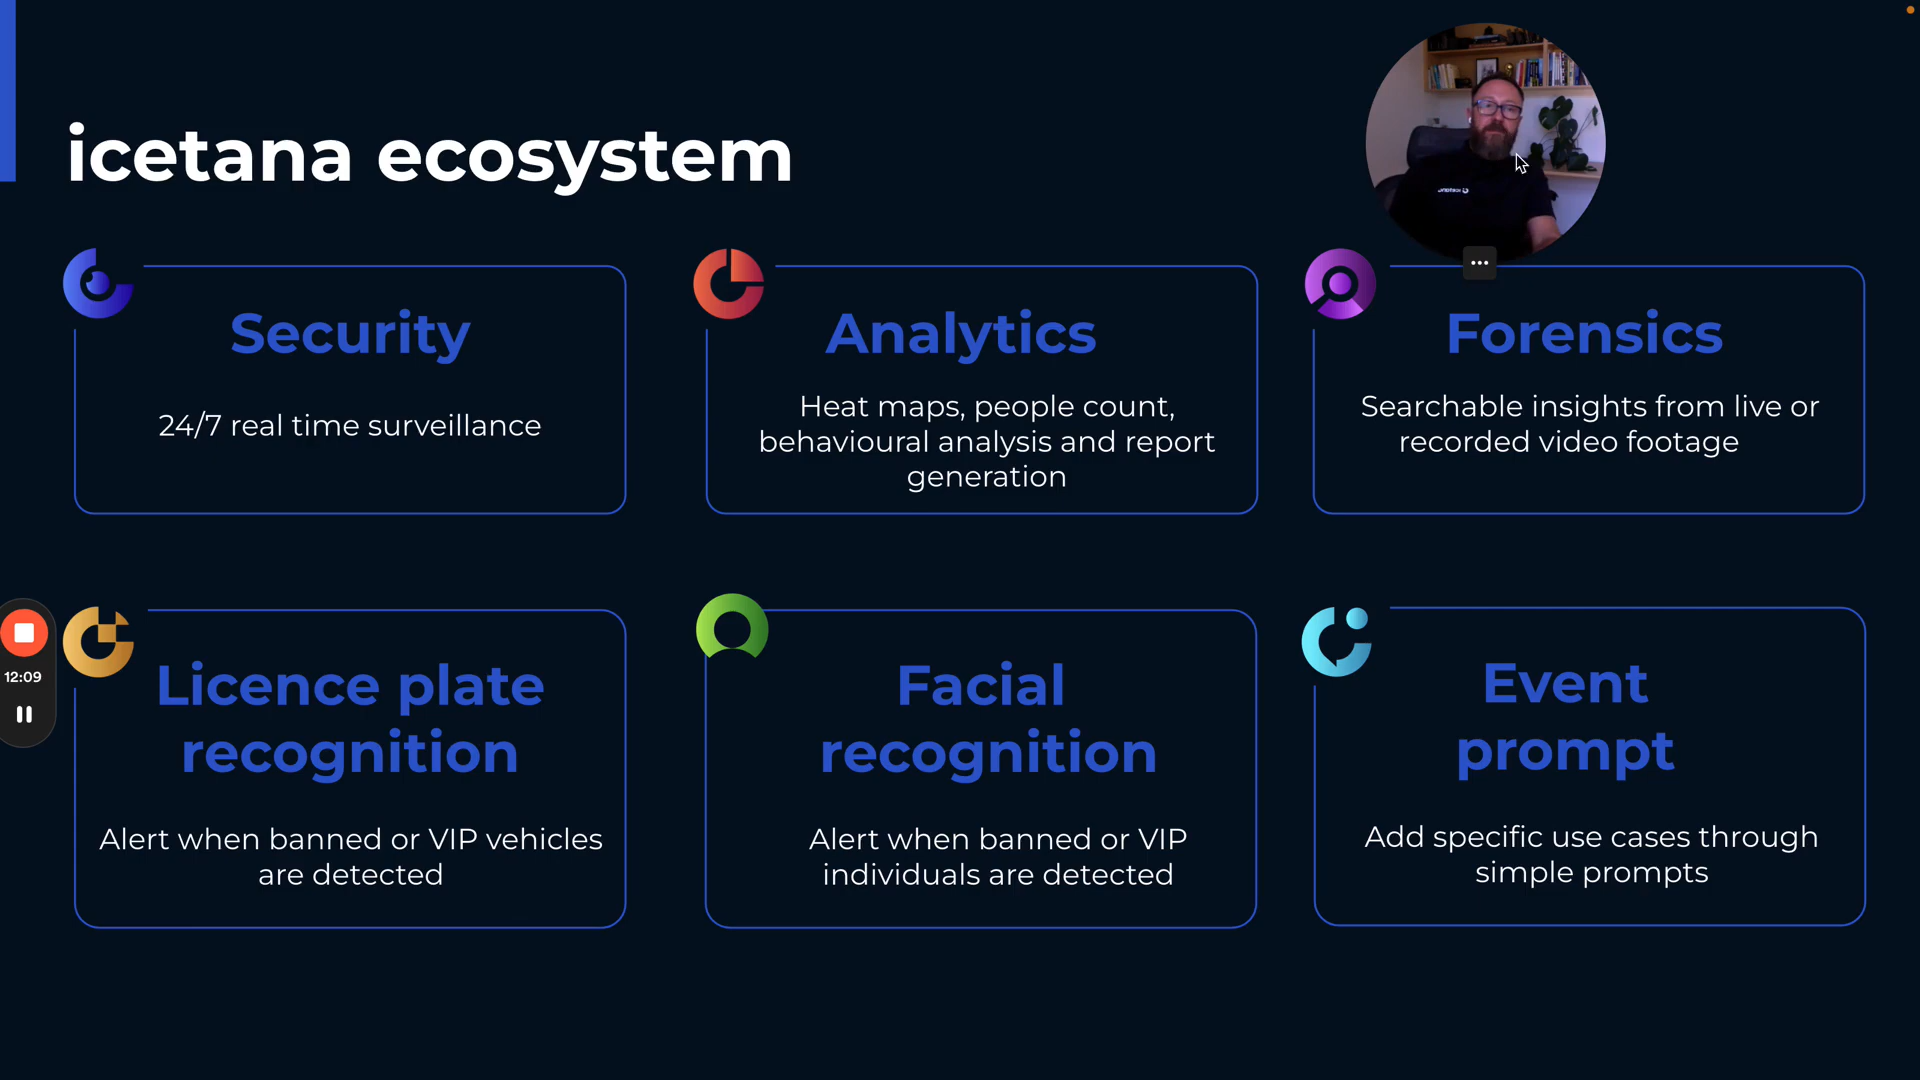 icetana ecosystem
Security
24/7 real time surveillance
Analytics
Heat maps, people count,
behavioural analysis and report
generation
Forensics
Searchable insights from live or
recorded video footage
12:09
Licence plate
recognition
Alert when banned or VIP vehicles
are detected
Facial
recognition
Alert when banned or VIP
individuals are detected
Event
prompt
Add specific use cases through
simple prompts